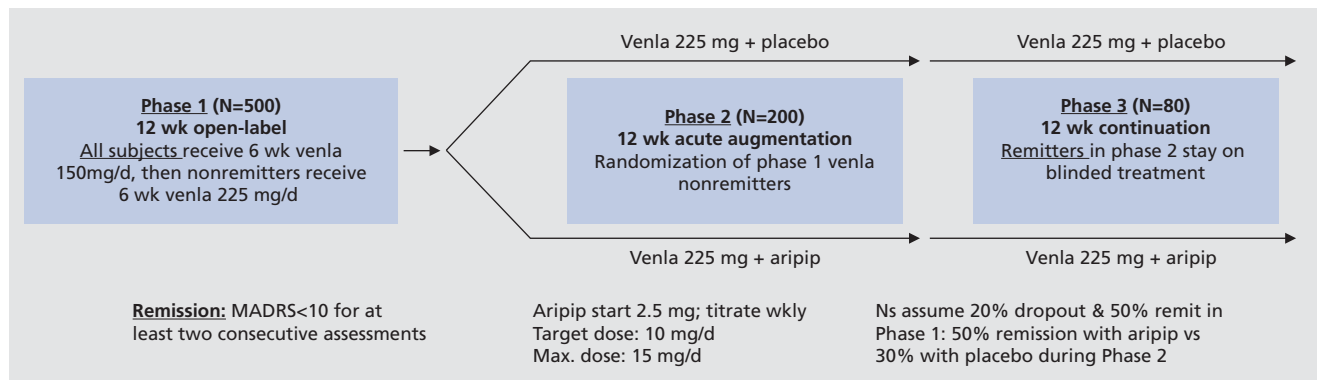 Venla 225 mg + placebo
Venla 225 mg + placebo
Phase 1 (N=500)
12 wk open-label
All subjects receive 6 wk venla
150mg/d, then nonremitters receive
6 wk venla 225 mg/d
Phase 2 (N=200)
12 wk acute augmentation
Randomization of phase 1 venla
nonremitters
Phase 3 (N=80)
12 wk continuation
Remitters in phase 2 stay on
blinded treatment
Venla 225 mg + aripip
Venla 225 mg + aripip
Remission: MADRS<10 for at
least two consecutive assessments
Aripip start 2.5 mg; titrate wkly
Target dose: 10 mg/d
Max. dose: 15 mg/d
Ns assume 20% dropout & 50% remit in
Phase 1: 50% remission with aripip vs
30% with placebo during Phase 2